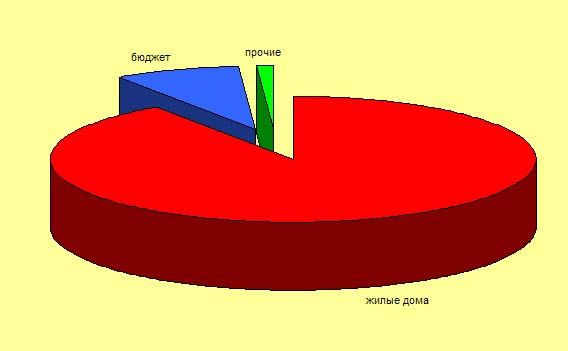 прочие
бюджет
жилые дома